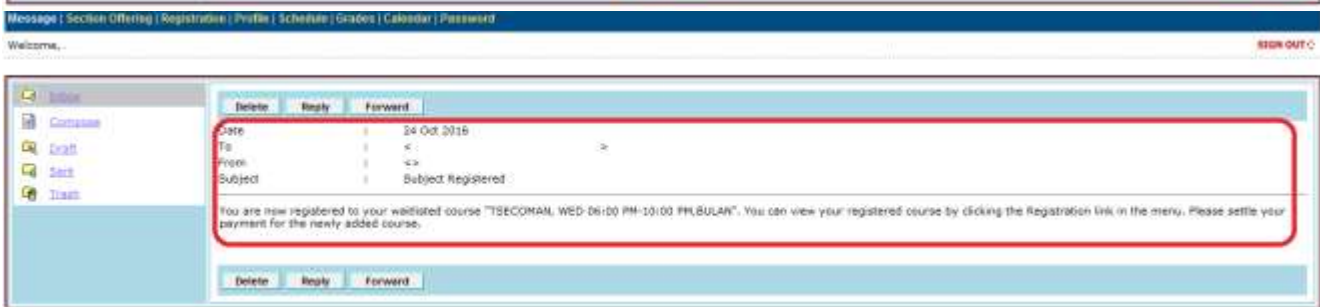 Message | Section Offering | Registration | Profile | Schedule | Grades | Calendar | Password
Welcome, .
SIGN OUT
Inbox
Compose
Draft
Sent
Trash
Delete Reply Forward
Date : 24 Oct 2016
To : < >
From : <>
Subject : Subject Registered
You are now registered to your waitlisted course "TSECOMAN, WED 06:00 PM-10:00 PM,BULAN". You can view your registered course by clicking the Registration link in the menu. Please settle your
payment for the newly added course.
Delete Reply Forward